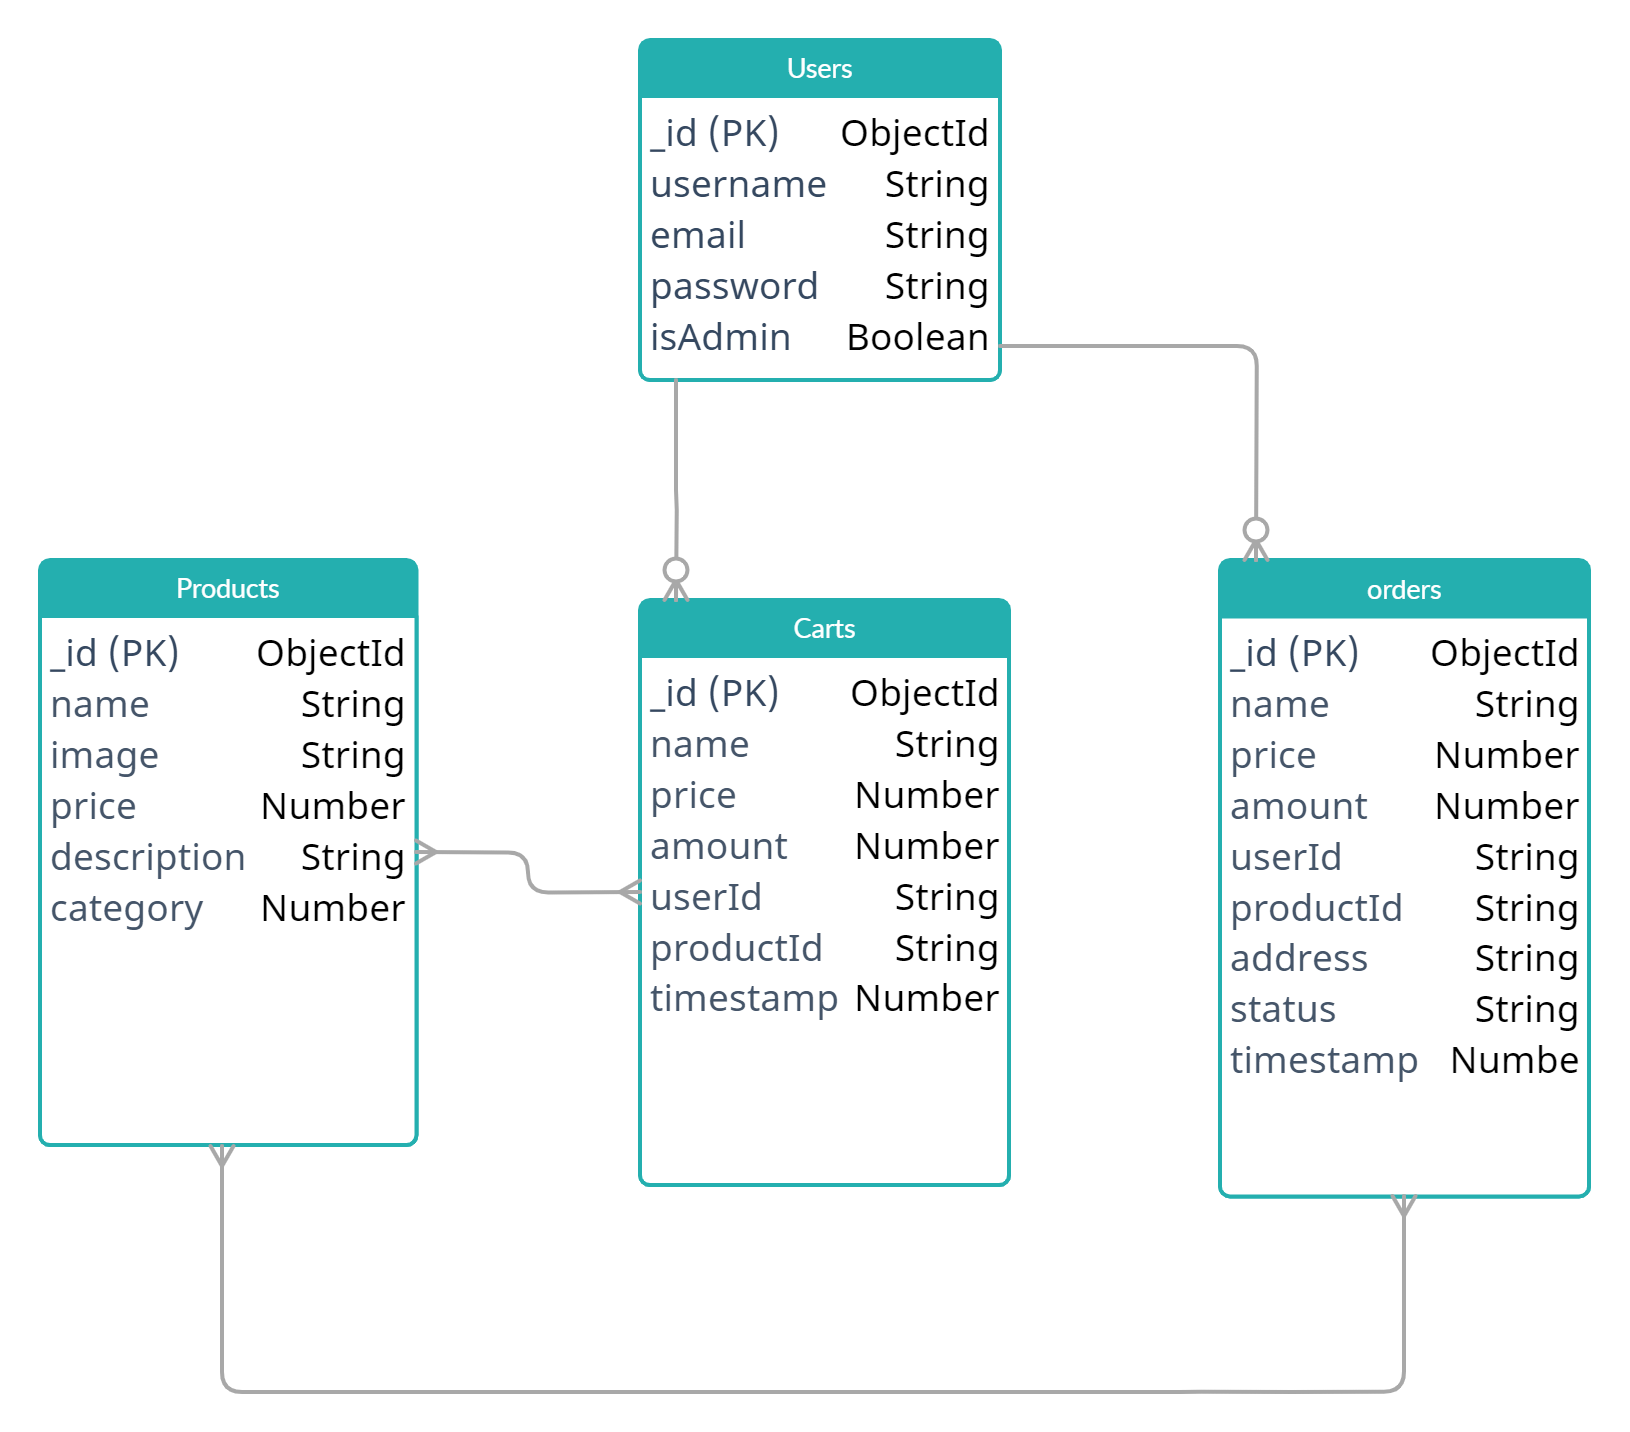 Users
_id (PK) ObjectId
username String
email String
password String
isAdmin Boolean
Products
_id (PK) ObjectId
name String
image String
price Number
description String
category Number
Carts
_id (PK) ObjectId
name String
price Number
amount Number
userId String
productId String
timestamp Number
orders
_id (PK) ObjectId
name String
price Number
amount Number
userId String
productId String
address String
status String
timestamp Numbe